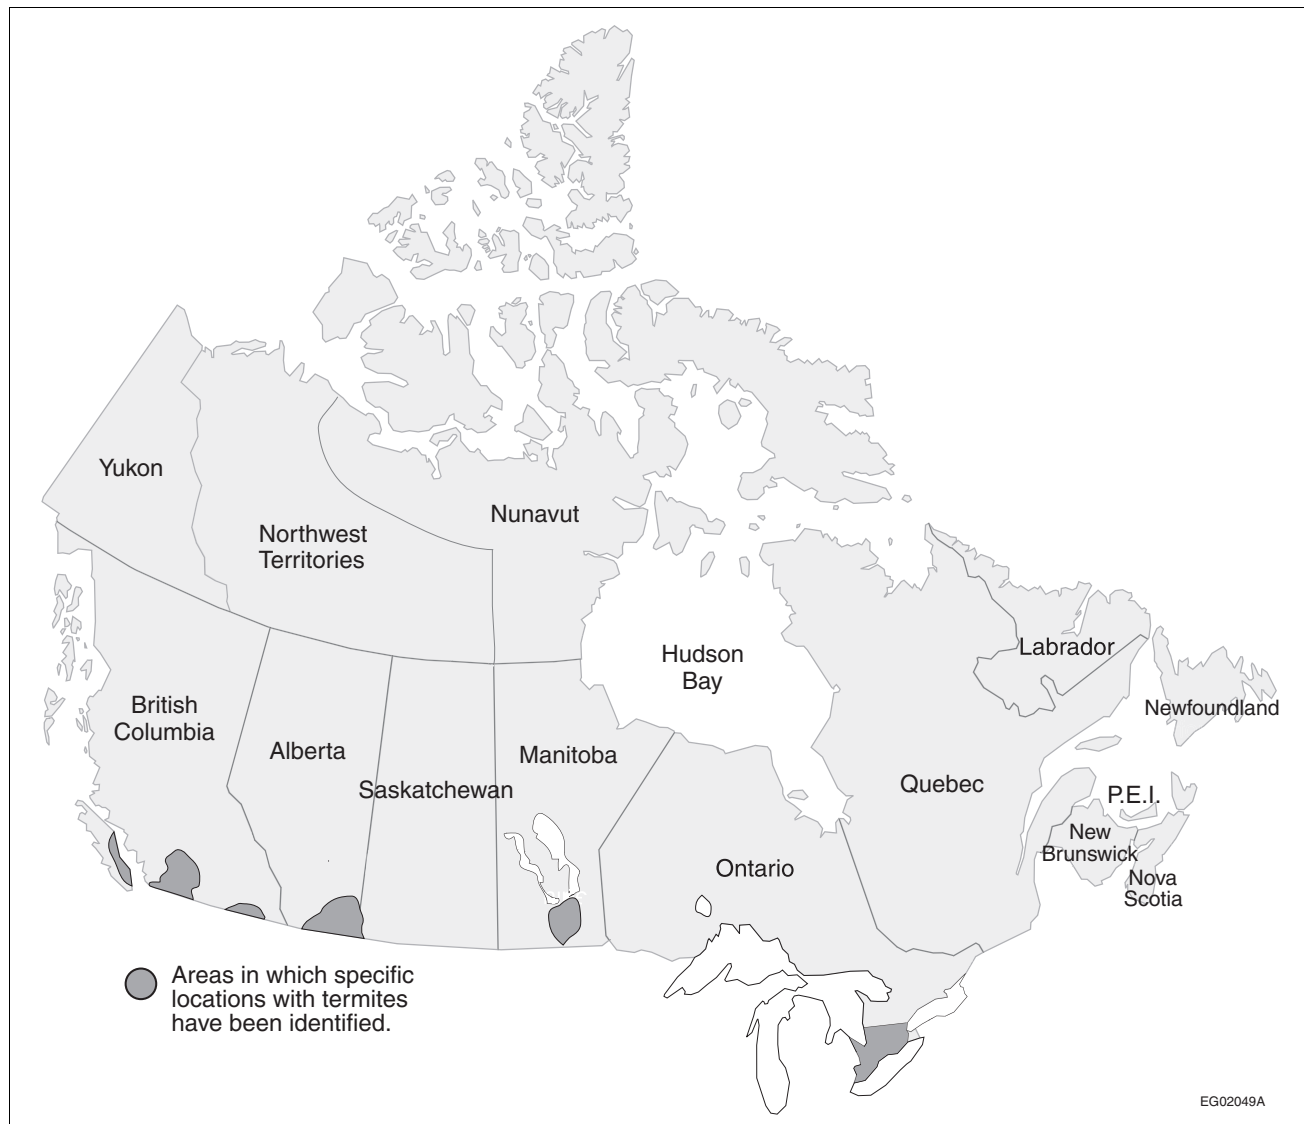 Yukon
Northwest
Territories
Nunavut
Hudson
Bay
Labrador
Newfoundland
British
Columbia
Alberta
Saskatchewan
Manitoba
Ontario
Quebec
P.E.I.
New
Brunswick
Nova
Scotia
Areas in which specific
locations with termites
have been identified.
EG02049A